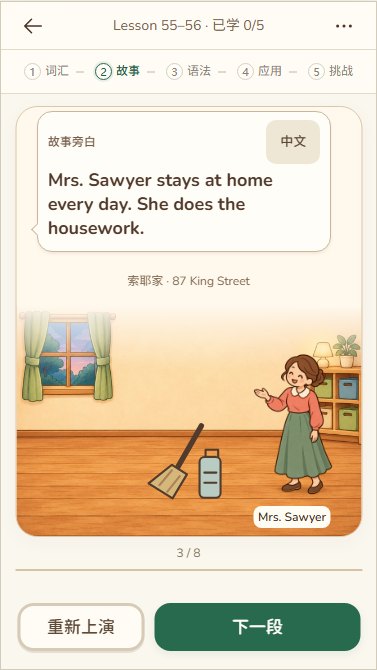 Lesson 55–56 · 已学 0/5
1 词汇 2 故事 3 语法 4 应用 5 挑战
故事旁白
中文
Mrs. Sawyer stays at home
every day. She does the
housework.
索耶家 · 87 King Street
Mrs. Sawyer
3 / 8
重新上演
下一段